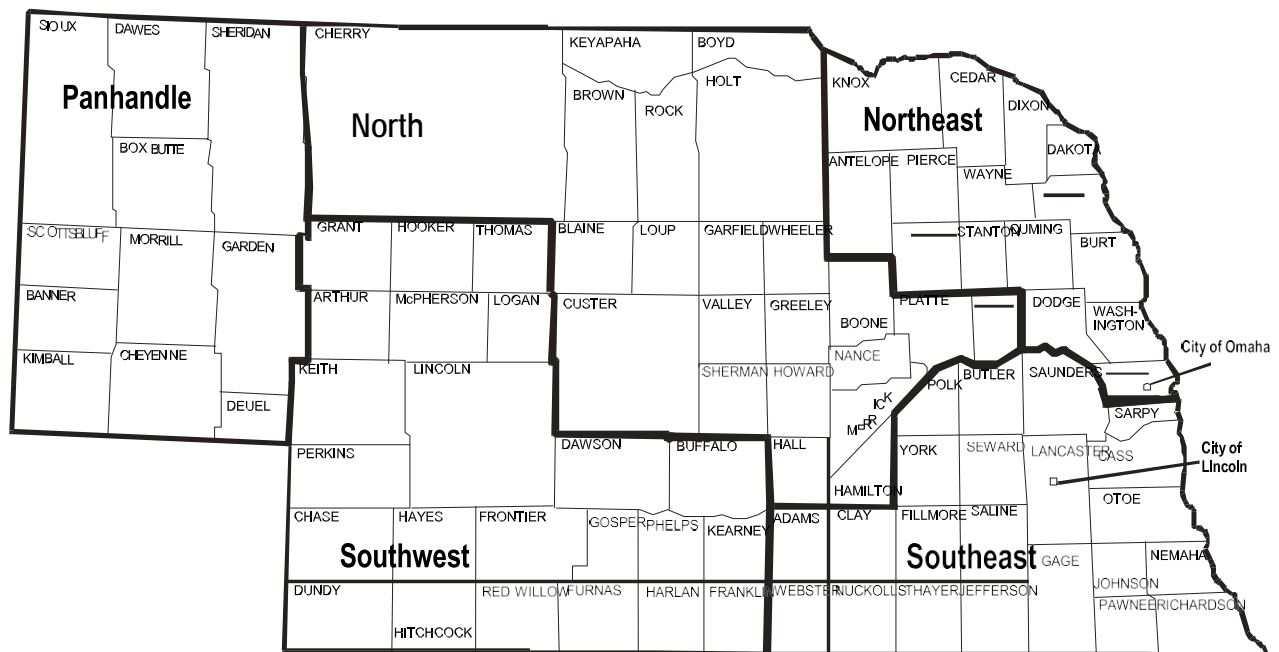 SIOUX
DAWES
SHERIDAN
CHERRY
KEYAPAHA
BOYD
KNOX
CEDAR
DIXON
DAKOTA
Panhandle
North
BROWN
ROCK
HOLT
Northeast
BOX BUTTE
ANTELOPE
PIERCE
WAYNE
SCOTTSBLUFF
MORRILL
GARDEN
GRANT
HOOKER
THOMAS
BLAINE
LOUP
GARFIELD
WHEELER
STANTON
CUMING
BURT
BANNER
ARTHUR
McPHERSON
LOGAN
CUSTER
VALLEY
GREELEY
BOONE
PLATTE
DODGE
WASH-
INGTON
KIMBALL
CHEYENNE
DEUEL
KEITH
LINCOLN
SHERMAN
HOWARD
NANCE
MERRICK
POLK
BUTLER
SAUNDERS
City of Omaha
SARPY
PERKINS
DAWSON
BUFFALO
HALL
HAMILTON
YORK
SEWARD
LANCASTER
CASS
City of
LIncoln
OTOE
CHASE
HAYES
FRONTIER
GOSPER
PHELPS
KEARNEY
ADAMS
CLAY
FILLMORE
SALINE
Southwest
Southeast
GAGE
NEMAHA
JOHNSON
DUNDY
HITCHCOCK
RED WILLOW
FURNAS
HARLAN
FRANKLIN
WEBSTER
NUCKOLLS
THAYER
JEFFERSON
PAWNEE
RICHARDSON